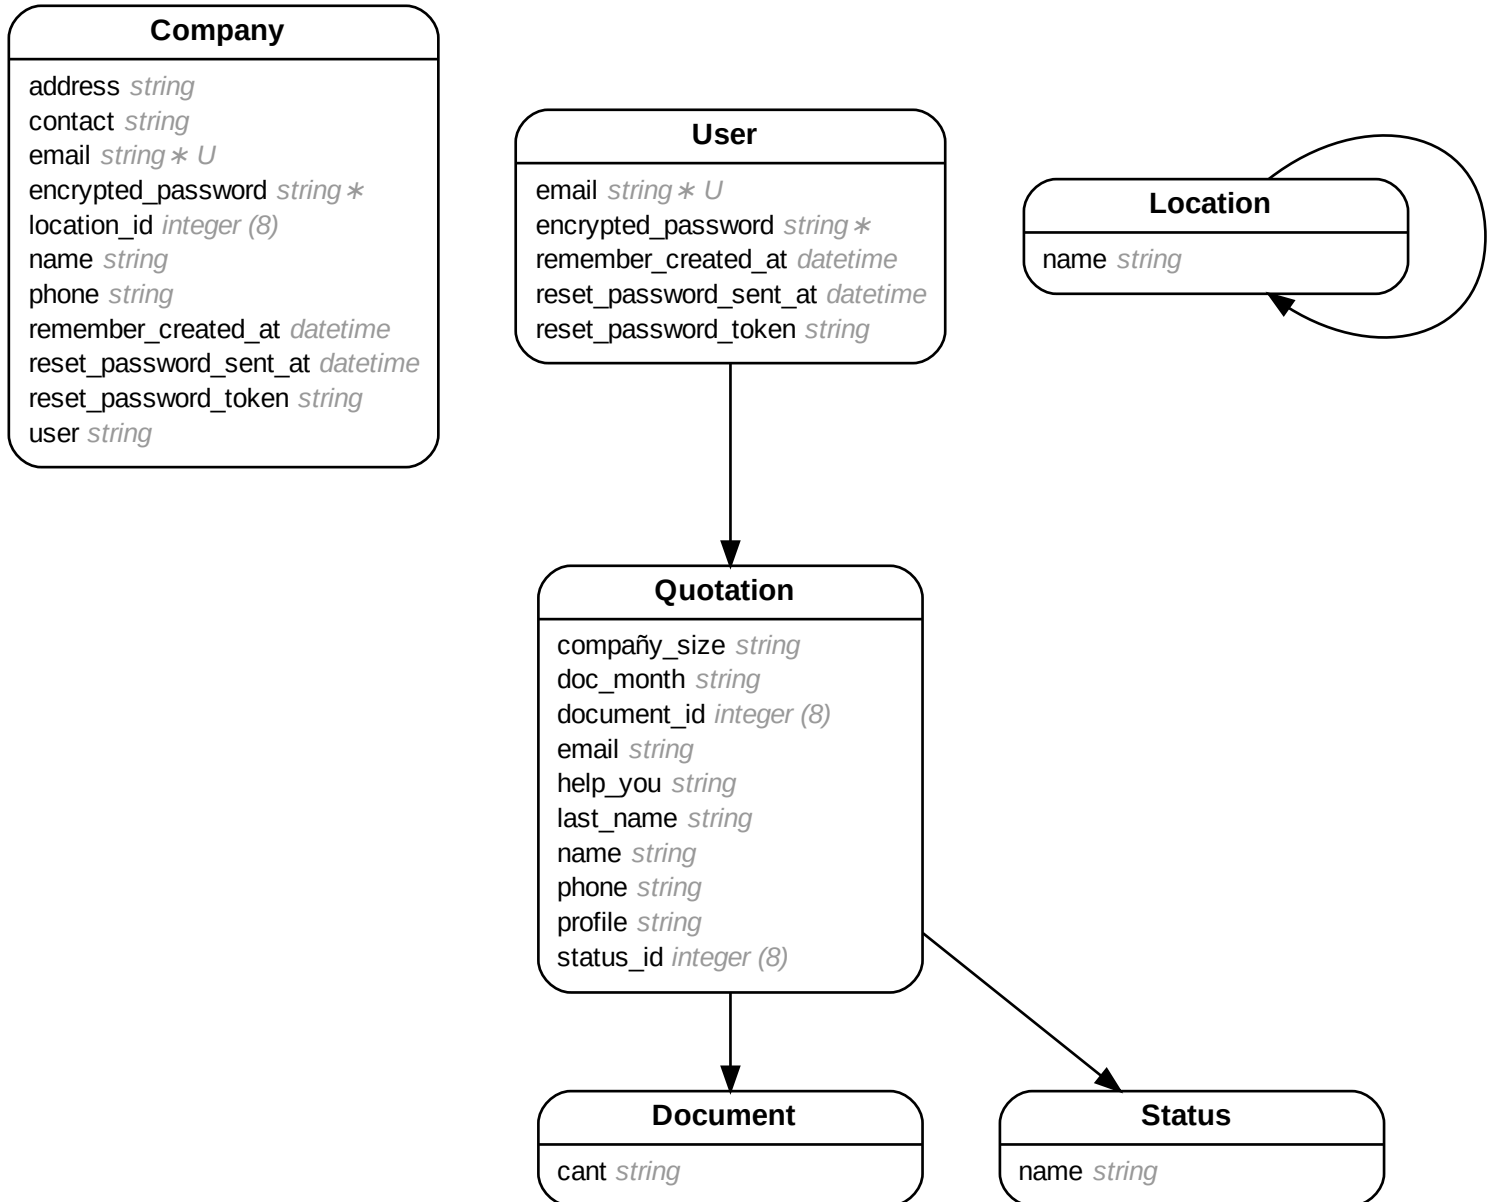 Company
address string
contact string
email string∗ U
encrypted_password string∗
location_id integer (8)
name string
phone string
remember_created_at datetime
reset_password_sent_at datetime
reset_password_token string
user string
User
email string∗ U
encrypted_password string∗
remember_created_at datetime
reset_password_sent_at datetime
reset_password_token string
Location
name string
Quotation
compañy_size string
doc_month string
document_id integer (8)
email string
help_you string
last_name string
name string
phone string
profile string
status_id integer (8)
Document
cant string
Status
name string